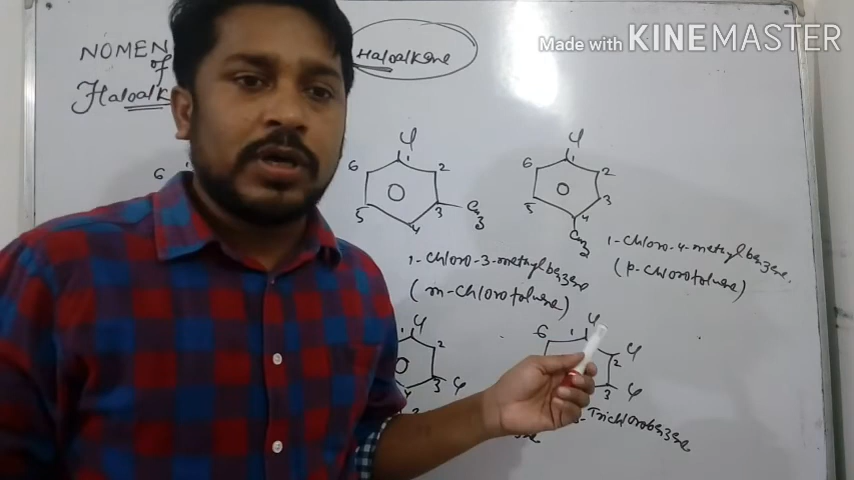 Made with KINEMASTER
NOMEN
of
Haloalk
Haloalkane
6
Cl
1
2
3
4
5
6
CH3
Cl
2
3
4
5
6
CH3
1-Chloro-3-methylbenzene
(m-Chlorotoluene)
1-Chloro-4-methylbenzene.
(p-Chlorotoluene)
Cl
3
4
Cl
6
1
Cl
2
Cl
3
Cl
-Trichlorobenzene